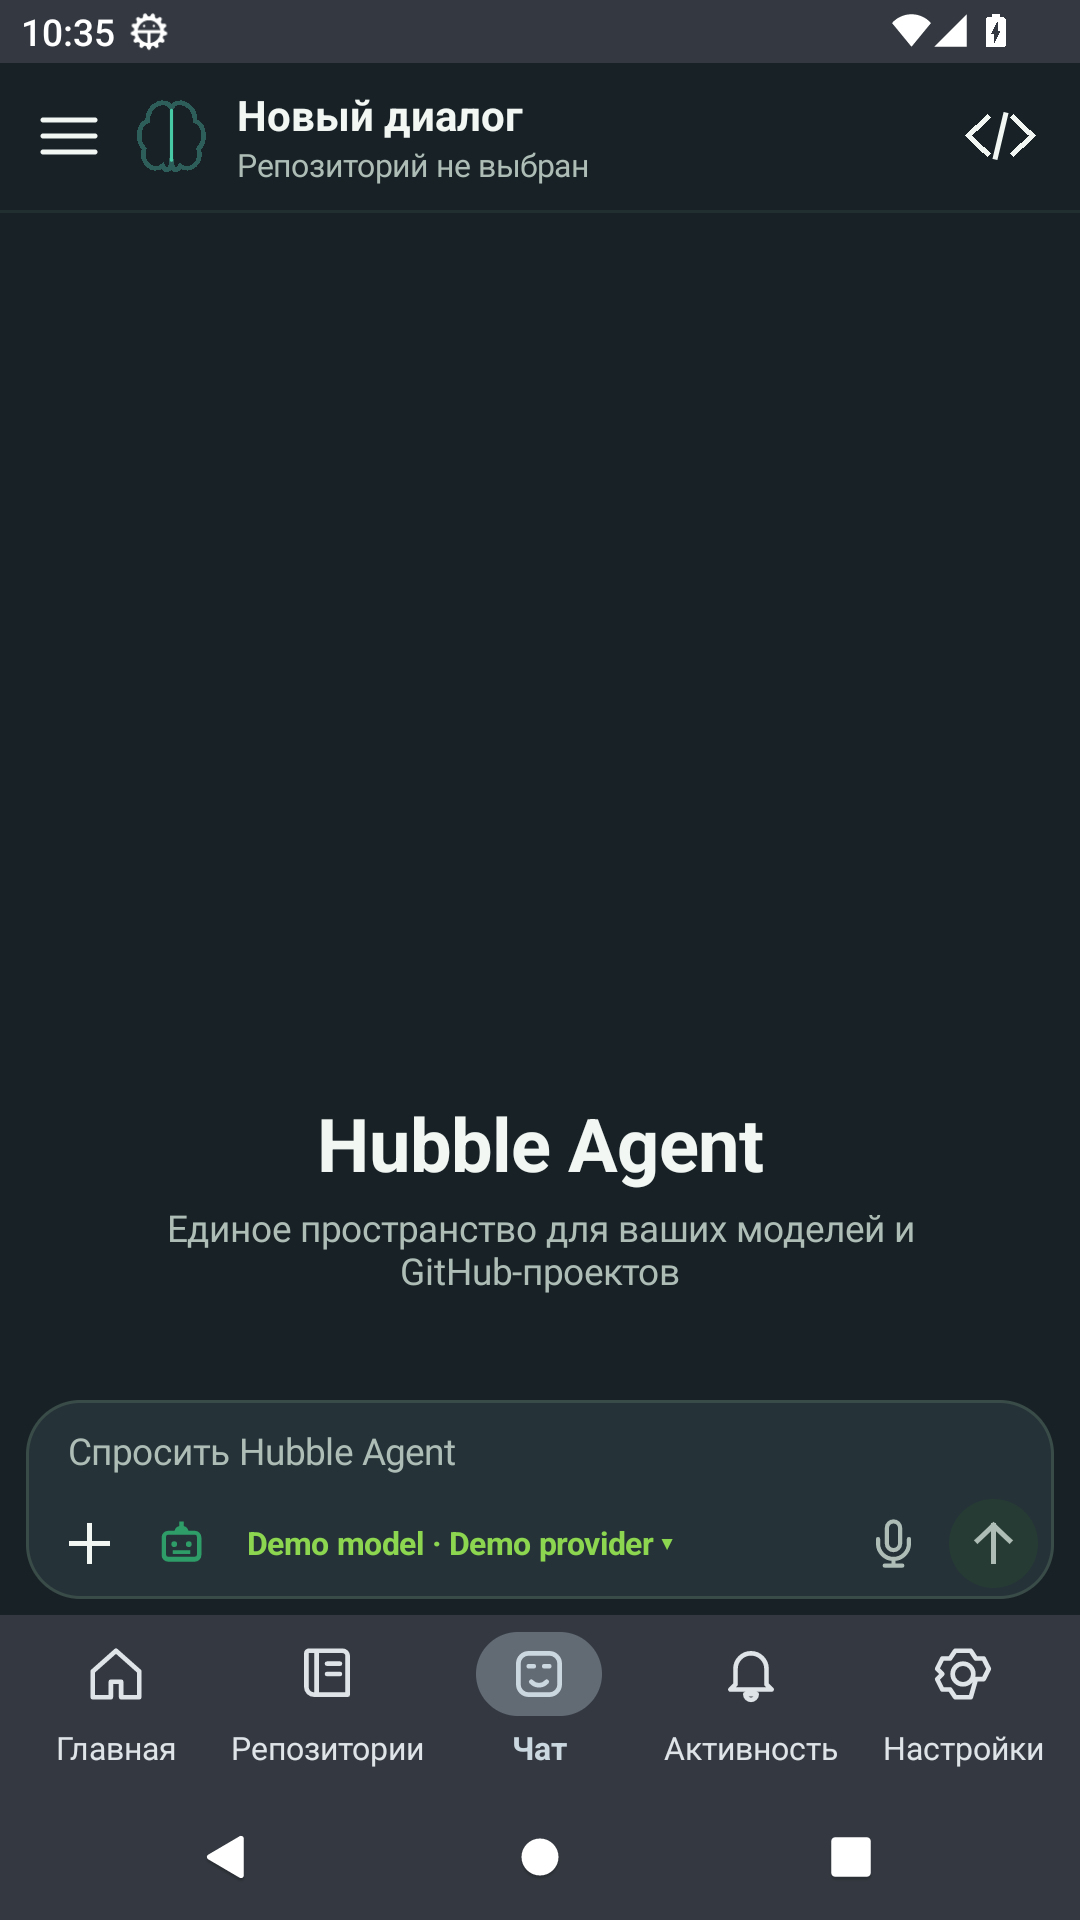 10:35
Новый диалог
Репозиторий не выбран
Hubble Agent
Единое пространство для ваших моделей и
GitHub-проектов
Спросить Hubble Agent
Demo model · Demo provider ▾
Главная
Репозитории
Чат
Активность
Настройки